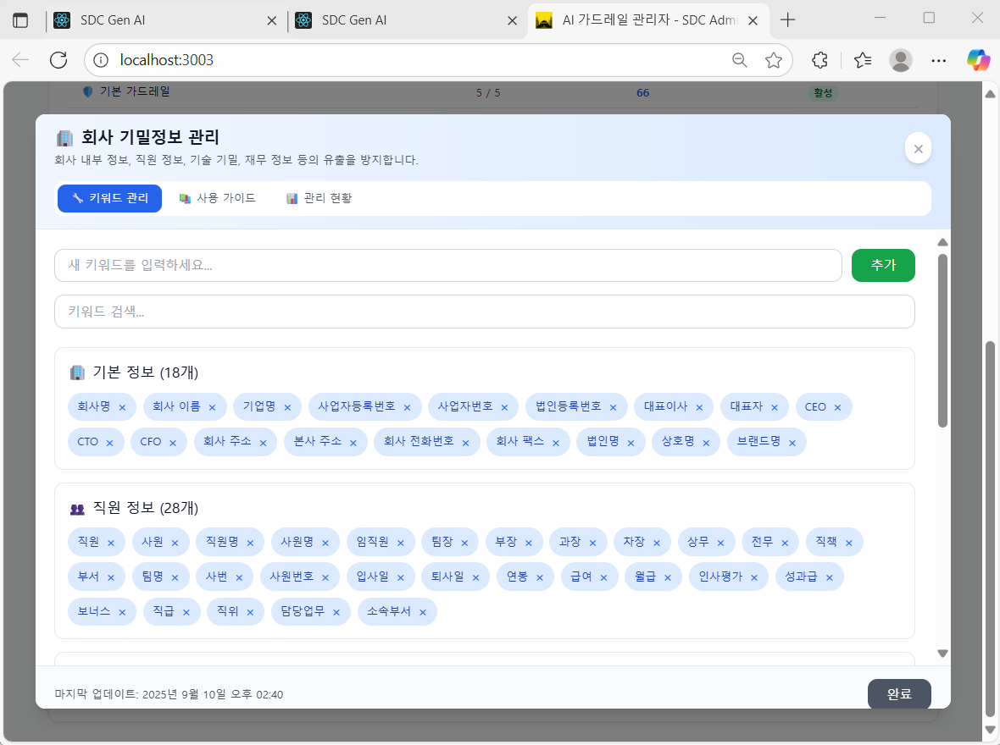 SDC Gen AI
SDC Gen AI
AI 가드레일 관리자 - SDC Admi
localhost:3003
기본 가드레일 5 / 5 66 활성
회사 기밀정보 관리
회사 내부 정보, 직원 정보, 기술 기밀, 재무 정보 등의 유출을 방지합니다.
키워드 관리 사용 가이드 관리 현황
새 키워드를 입력하세요... 추가
키워드 검색...
기본 정보 (18개)
회사명 × 회사 이름 × 기업명 × 사업자등록번호 × 사업자번호 × 법인등록번호 × 대표이사 × 대표자 × CEO ×
CTO × CFO × 회사 주소 × 본사 주소 × 회사 전화번호 × 회사 팩스 × 법인명 × 상호명 × 브랜드명 ×
직원 정보 (28개)
직원 × 사원 × 직원명 × 사원명 × 임직원 × 팀장 × 부장 × 과장 × 차장 × 상무 × 전무 × 직책 ×
부서 × 팀명 × 사번 × 사원번호 × 입사일 × 퇴사일 × 연봉 × 급여 × 월급 × 인사평가 × 성과급 ×
보너스 × 직급 × 직위 × 담당업무 × 소속부서 ×
마지막 업데이트: 2025년 9월 10일 오후 02:40 완료